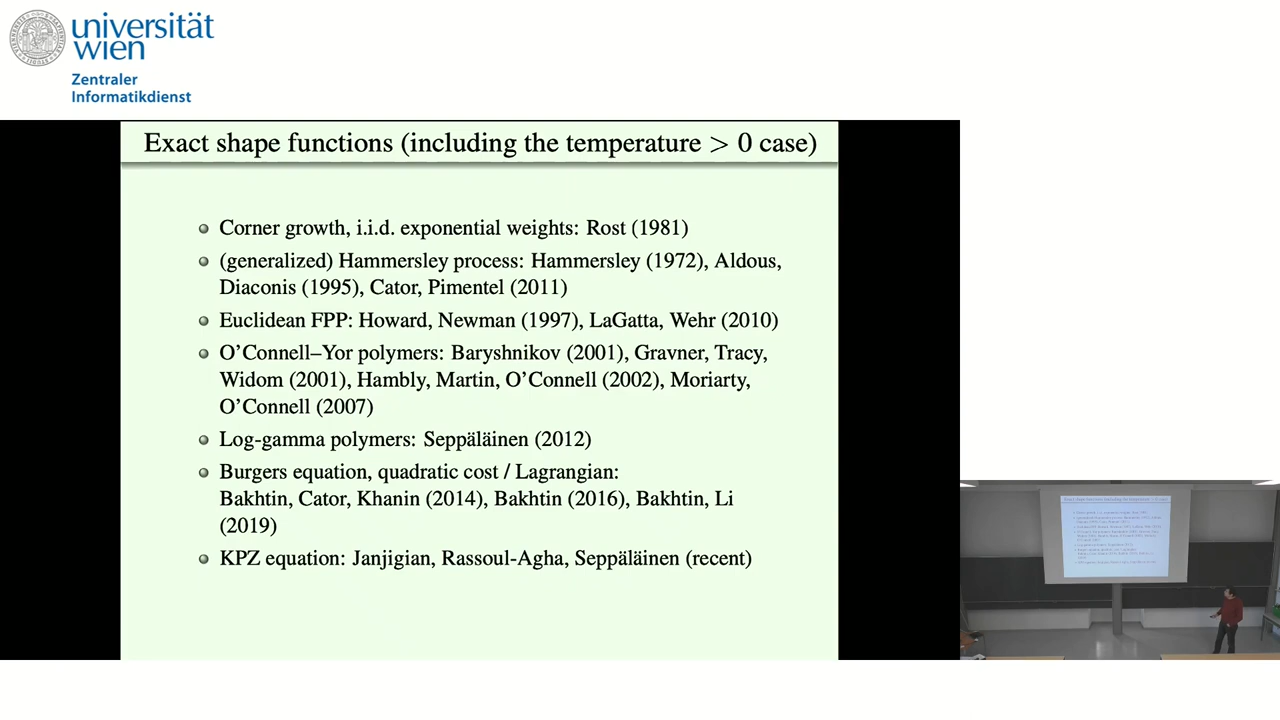 universität
wien
Zentraler
Informatikdienst
Exact shape functions (including the temperature > 0 case)
Corner growth, i.i.d. exponential weights: Rost (1981)
(generalized) Hammersley process: Hammersley (1972), Aldous,
Diaconis (1995), Cator, Pimentel (2011)
Euclidean FPP: Howard, Newman (1997), LaGatta, Wehr (2010)
O'Connell–Yor polymers: Baryshnikov (2001), Gravner, Tracy,
Widom (2001), Hambly, Martin, O'Connell (2002), Moriarty,
O'Connell (2007)
Log-gamma polymers: Seppäläinen (2012)
Burgers equation, quadratic cost / Lagrangian:
Bakhtin, Cator, Khanin (2014), Bakhtin (2016), Bakhtin, Li
(2019)
KPZ equation: Janjigian, Rassoul-Agha, Seppäläinen (recent)